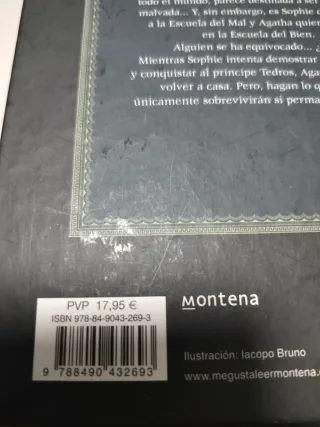 todo el mundo, parece destinada a ser
malvada... Y, sin embargo, es Sophie
a la Escuela del Mal y Agatha quien
en la Escuela del Bien.
Alguien se ha equivocado... ¿
Mientras Sophie intenta demostrar
y conquistar al príncipe Tedros, Aga
volver a casa. Pero, hagan lo q
únicamente sobrevivirán si perma
PVP 17,95 €
ISBN 978-84-9043-269-3
9 788490 432693
Montena
Ilustración: Iacopo Bruno
www.megustaleermontena.c